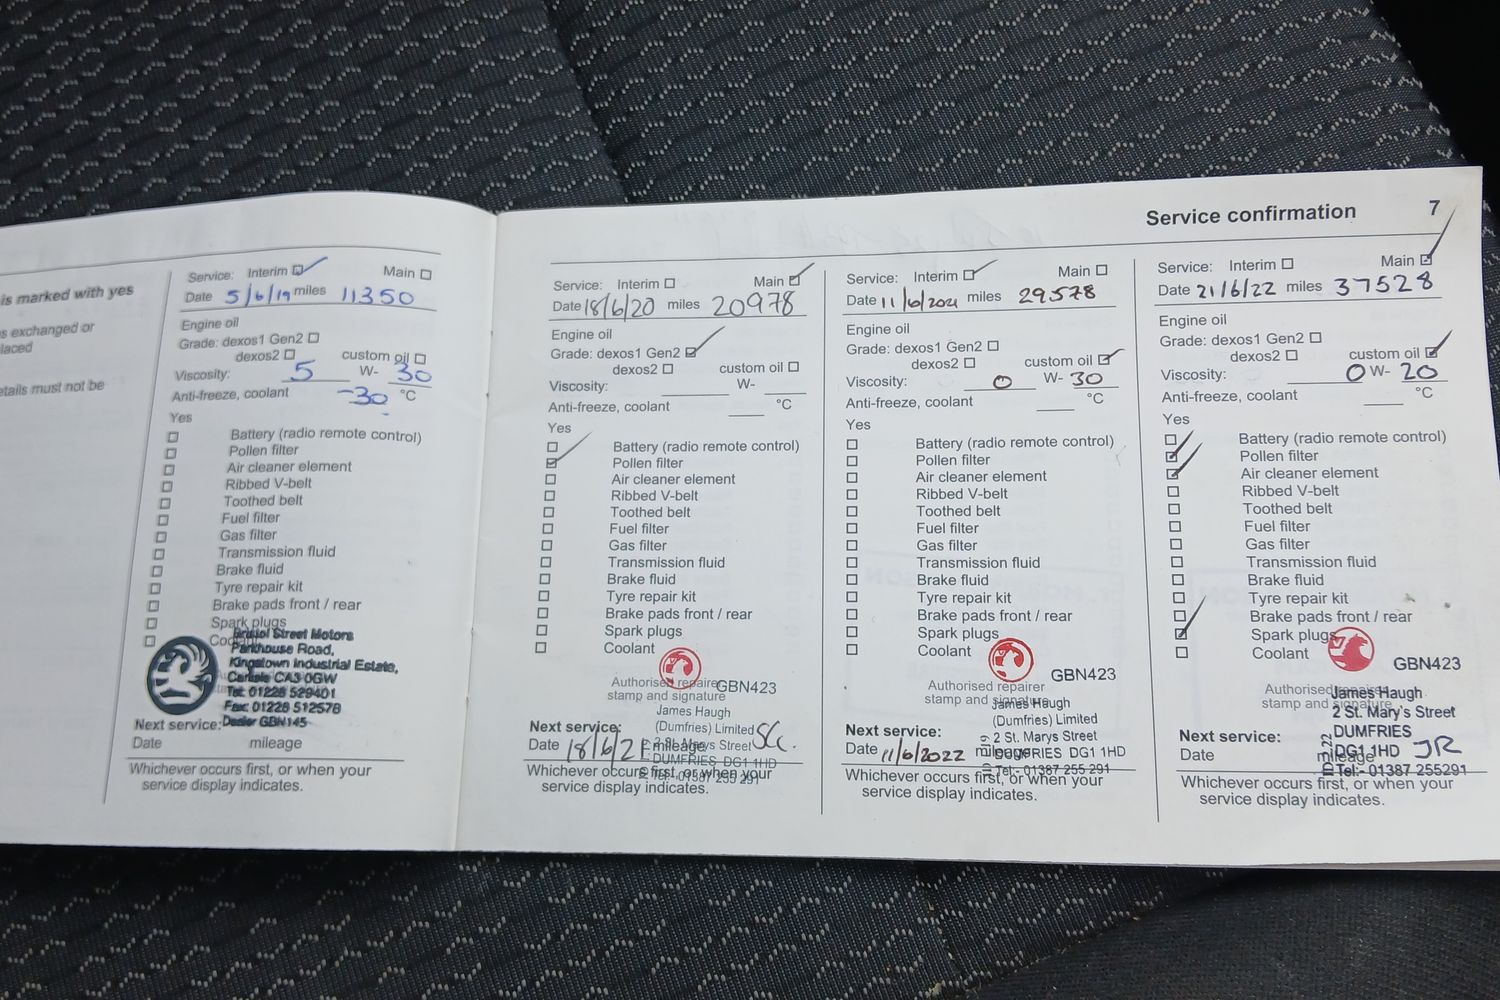 is marked with yes
s exchanged or
laced
etails must not be
Service: Interim Main
Date 5/6/19 miles 11350
Engine oil
Grade: dexos1 Gen2
dexos2 custom oil
Viscosity: 5 W- 30
Anti-freeze, coolant -30 °C
Yes
Battery (radio remote control)
Pollen filter
Air cleaner element
Ribbed V-belt
Toothed belt
Fuel filter
Gas filter
Transmission fluid
Brake fluid
Tyre repair kit
Brake pads front / rear
Spark plugs
Coolant
Bristol Street Motors
Parkhouse Road,
Kingstown Industrial Estate,
Carlisle CA3 0GW
Tel: 01228 529401
Fax: 01228 512578
Dealer GBN145
Next service:
Date mileage
Whichever occurs first, or when your
service display indicates.
Service confirmation 7
Service: Interim Main
Date 18/6/20 miles 20978
Engine oil
Grade: dexos1 Gen2
dexos2 custom oil
Viscosity: W-
Anti-freeze, coolant °C
Yes
Battery (radio remote control)
Pollen filter
Air cleaner element
Ribbed V-belt
Toothed belt
Fuel filter
Gas filter
Transmission fluid
Brake fluid
Tyre repair kit
Brake pads front / rear
Spark plugs
Coolant
Authorised repairer
stamp and signature
GBN423
James Haugh
(Dumfries) Limited
2 St. Marys Street
DUMFRIES DG1 1HD
Tel:- 01387 255 291
Next service:
Date 18/6/21 mileage
Whichever occurs first, or when your
service display indicates.
Service: Interim Main
Date 11/6/2021 miles 29578
Engine oil
Grade: dexos1 Gen2
dexos2 custom oil
Viscosity: 0 W- 30
Anti-freeze, coolant °C
Yes
Battery (radio remote control)
Pollen filter
Air cleaner element
Ribbed V-belt
Toothed belt
Fuel filter
Gas filter
Transmission fluid
Brake fluid
Tyre repair kit
Brake pads front / rear
Spark plugs
Coolant
GBN423
Authorised repairer
stamp and signature
James Haugh
(Dumfries) Limited
2 St. Marys Street
DUMFRIES DG1 1HD
Tel:- 01387 255 291
Next service:
Date 11/6/2022 mileage
Whichever occurs first, or when your
service display indicates.
Service: Interim Main
Date 21/6/22 miles 37528
Engine oil
Grade: dexos1 Gen2
dexos2 custom oil
Viscosity: 0 W- 20
Anti-freeze, coolant °C
Yes
Battery (radio remote control)
Pollen filter
Air cleaner element
Ribbed V-belt
Toothed belt
Fuel filter
Gas filter
Transmission fluid
Brake fluid
Tyre repair kit
Brake pads front / rear
Spark plugs
Coolant
GBN423
Authorised repairer
stamp and signature
James Haugh
2 St. Mary's Street
DUMFRIES
DG1 1HD JR
Tel:- 01387 255291
Next service:
Date mileage
Whichever occurs first, or when your
service display indicates.